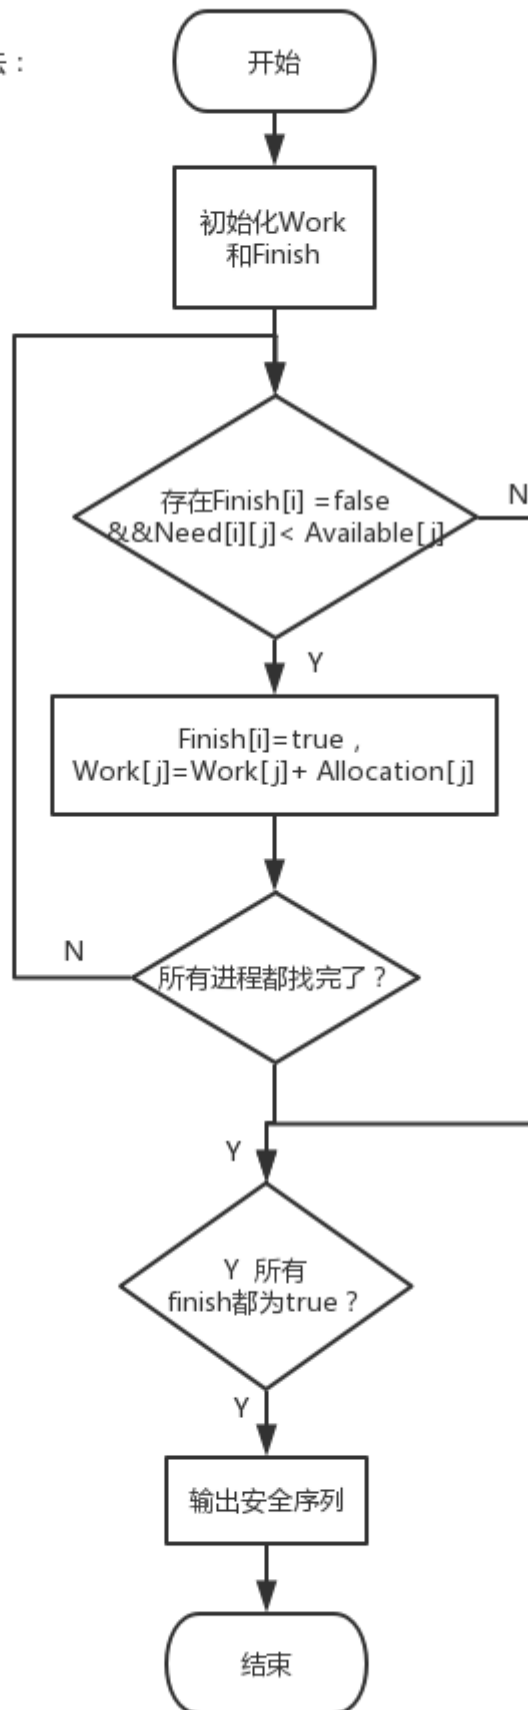 法：
开始
初始化Work
和Finish
存在Finish[i] =false
&&Need[i][j]< Available[j]
N
Y
Finish[i]=true ,
Work[j]=Work[j]+ Allocation[j]
N
所有进程都找完了？
Y
Y 所有
finish都为true？
Y
输出安全序列
结束